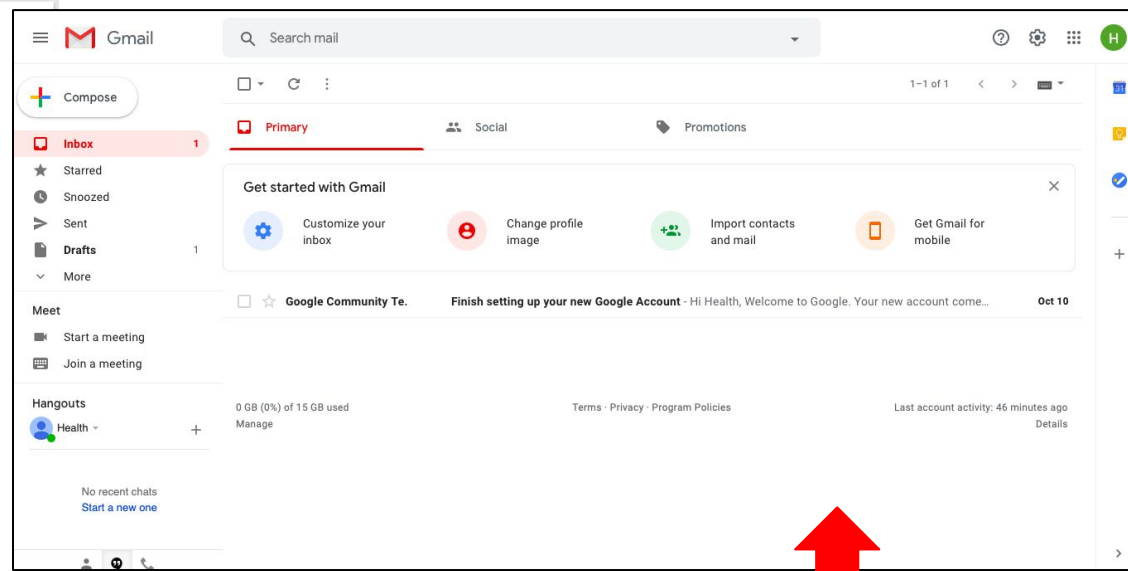 Gmail
Search mail
H
Compose
1-1 of 1
31
Primary
Social
Promotions
Inbox 1
Starred
Snoozed
Sent
Drafts 1
More
Get started with Gmail
Customize your
inbox
Change profile
image
Import contacts
and mail
Get Gmail for
mobile
Google Community Te. Finish setting up your new Google Account - Hi Health, Welcome to Google. Your new account come... Oct 10
Meet
Start a meeting
Join a meeting
Hangouts
Health
0 GB (0%) of 15 GB used
Manage
Terms · Privacy · Program Policies
Last account activity: 46 minutes ago
Details
No recent chats
Start a new one